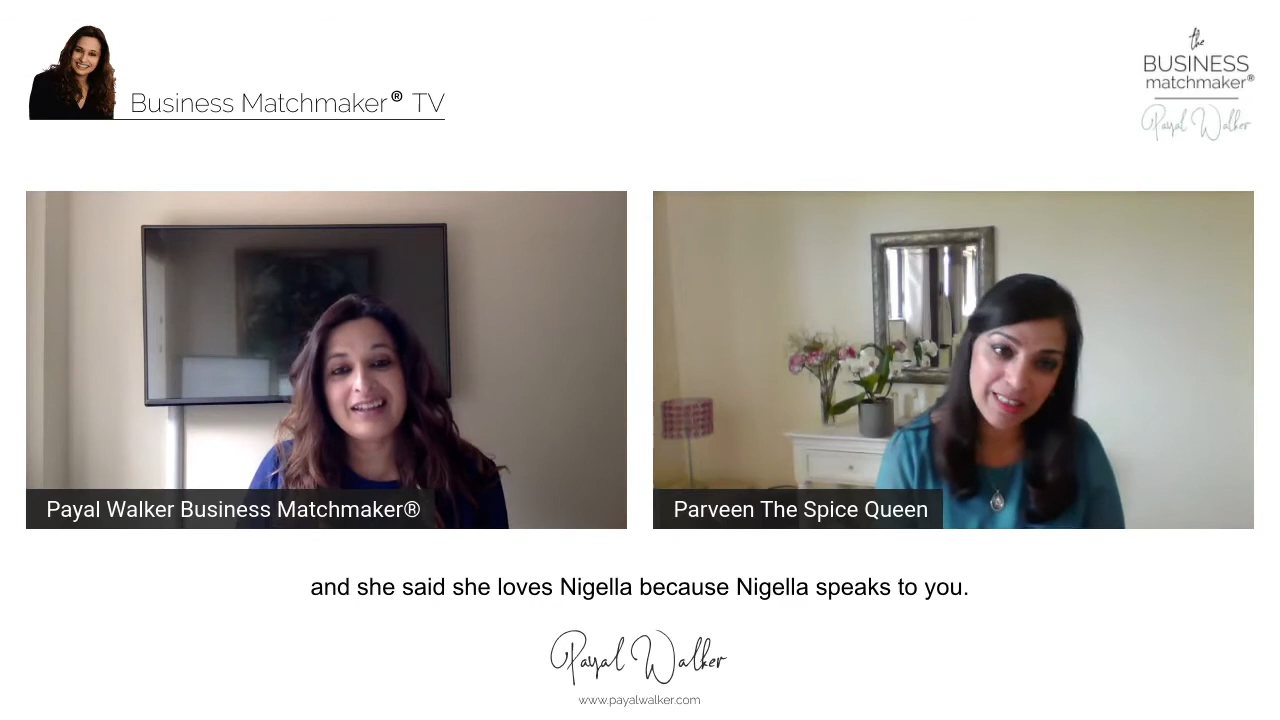 Business Matchmaker® TV
the
BUSINESS
matchmaker®
Payal Walker
Payal Walker Business Matchmaker®
Parveen The Spice Queen
and she said she loves Nigella because Nigella speaks to you.
Payal Walker
www.payalwalker.com